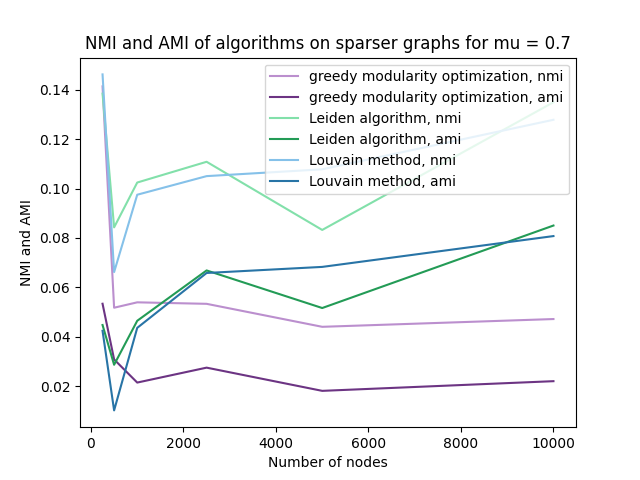 NMI and AMI of algorithms on sparser graphs for mu = 0.7
greedy modularity optimization, nmi
greedy modularity optimization, ami
Leiden algorithm, nmi
Leiden algorithm, ami
Louvain method, nmi
Louvain method, ami
NMI and AMI
0.14
0.12
0.10
0.08
0.06
0.04
0.02
0 2000 4000 6000 8000 10000
Number of nodes